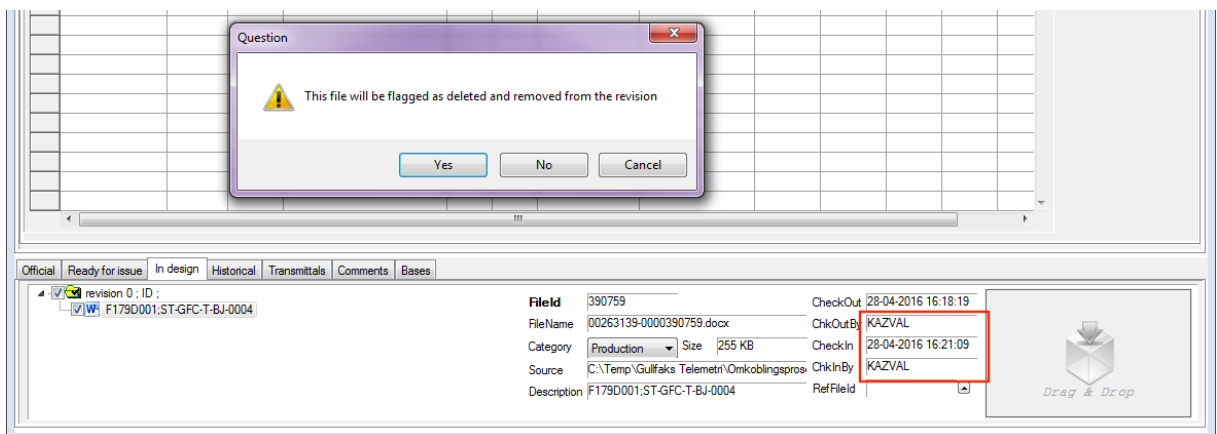 Question
This file will be flagged as deleted and removed from the revision
Yes No Cancel
Official Ready for issue In design Historical Transmittals Comments Bases
revision 0 ; ID ;
F179D001;ST-GFC-T-BJ-0004
FileId 390759 CheckOut 28-04-2016 16:18:19
FileName 00263139-0000390759.docx ChkOutBy KAZVAL
Category Production Size 255 KB CheckIn 28-04-2016 16:21:09
Source C:\Temp\Gullfaks Telemetri\Omkoblingspros ChkInBy KAZVAL
Description F179D001;ST-GFC-T-BJ-0004 RefFileId
Drag & Drop